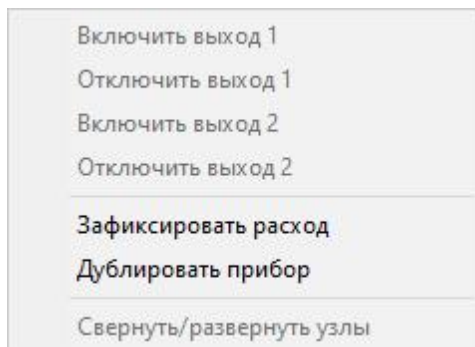 Включить выход 1
Отключить выход 1
Включить выход 2
Отключить выход 2
Зафиксировать расход
Дублировать прибор
Свернуть/развернуть узлы